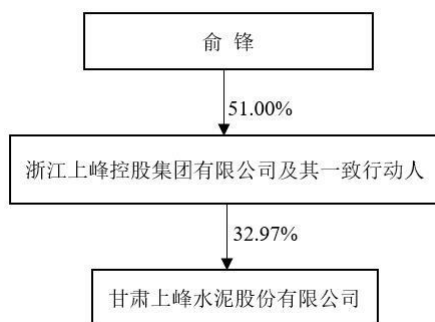 俞 锋
51.00%
浙江上峰控股集团有限公司及其一致行动人
32.97%
甘肃上峰水泥股份有限公司